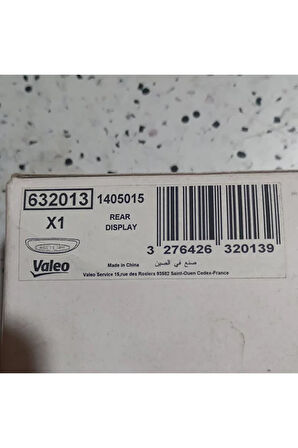 632013 1405015
X1 REAR
DISPLAY
3 276426 320139
Valeo Made in China صنع في الصين
Valeo Service 15,rue des Rosiers 93582 Saint-Ouen Cedex-France